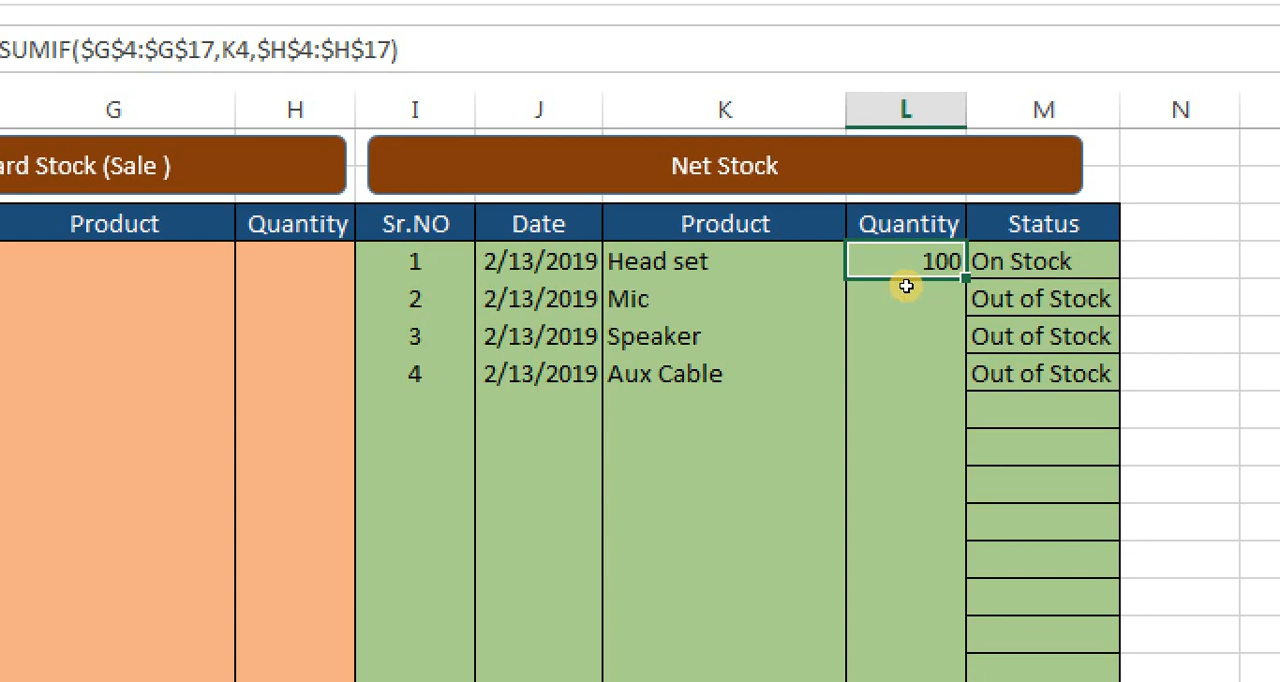 SUMIF($G$4:$G$17,K4,$H$4:$H$17)
G H I J K L M N
ard Stock (Sale ) Net Stock
Product Quantity Sr.NO Date Product Quantity Status
1 2/13/2019 Head set 100 On Stock
2 2/13/2019 Mic Out of Stock
3 2/13/2019 Speaker Out of Stock
4 2/13/2019 Aux Cable Out of Stock